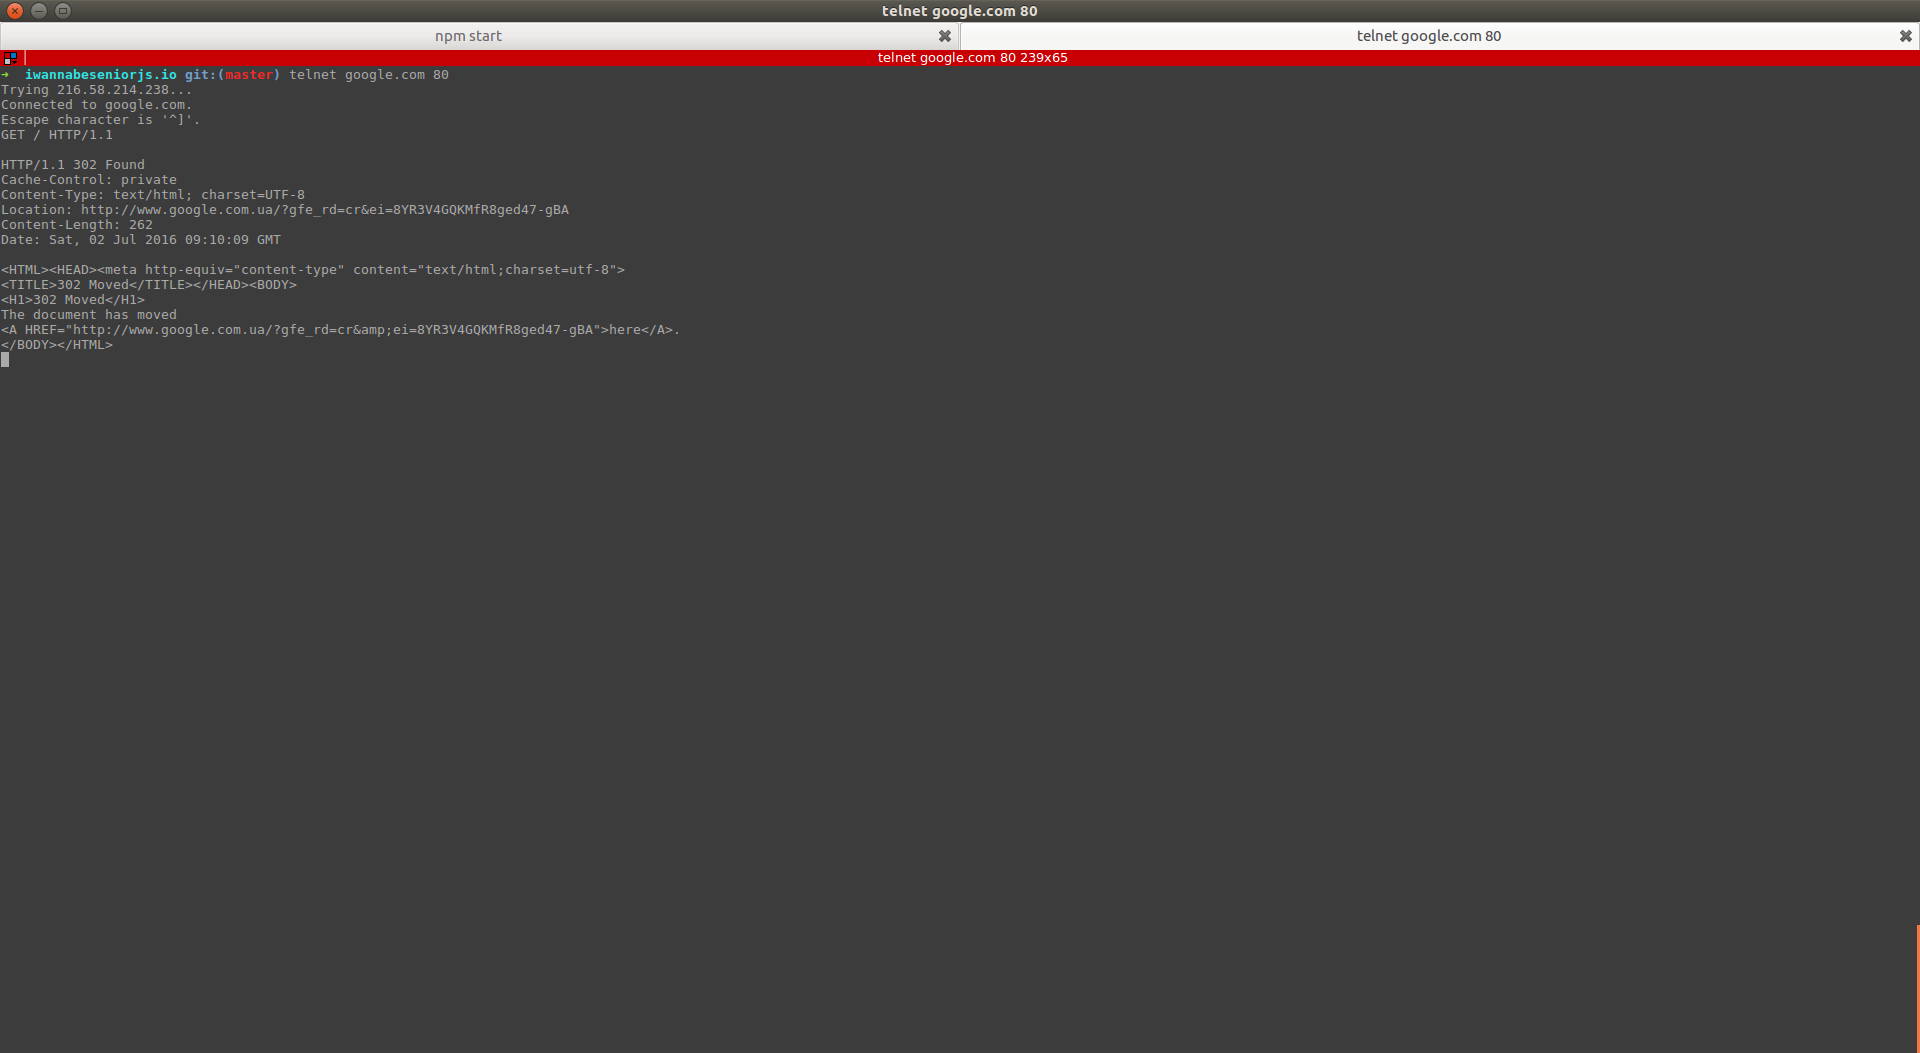 telnet google.com 80
npm start
telnet google.com 80
telnet google.com 80 239x65
➜  iwannabeseniorjs.io git:(master) telnet google.com 80
Trying 216.58.214.238...
Connected to google.com.
Escape character is '^]'.
GET / HTTP/1.1

HTTP/1.1 302 Found
Cache-Control: private
Content-Type: text/html; charset=UTF-8
Location: http://www.google.com.ua/?gfe_rd=cr&ei=8YR3V4GQKMfR8ged47-gBA
Content-Length: 262
Date: Sat, 02 Jul 2016 09:10:09 GMT

<HTML><HEAD><meta http-equiv="content-type" content="text/html;charset=utf-8">
<TITLE>302 Moved</TITLE></HEAD><BODY>
<H1>302 Moved</H1>
The document has moved
<A HREF="http://www.google.com.ua/?gfe_rd=cr&amp;ei=8YR3V4GQKMfR8ged47-gBA">here</A>.
</BODY></HTML>